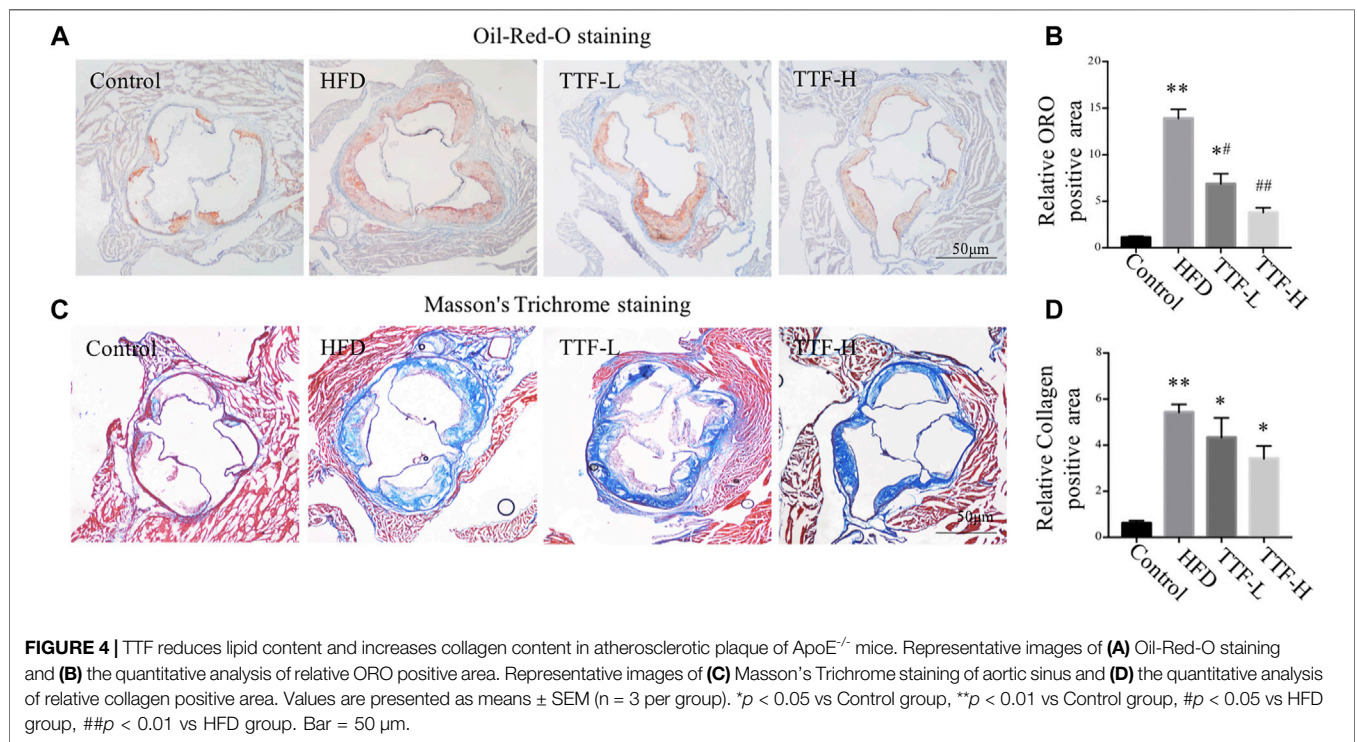 A
Oil-Red-O staining
Control
HFD
TTF-L
TTF-H
50μm
B
Relative ORO
positive area
20
15
10
5
0
**
*#
##
Control
HFD
TTF-L
TTF-H
C
Masson's Trichrome staining
Control
HFD
TTF-L
TTF-H
50μm
D
Relative Collagen
positive area
8
6
4
2
0
**
*
*
Control
HFD
TTF-L
TTF-H
FIGURE 4 | TTF reduces lipid content and increases collagen content in atherosclerotic plaque of ApoE-/- mice. Representative images of (A) Oil-Red-O staining
and (B) the quantitative analysis of relative ORO positive area. Representative images of (C) Masson's Trichrome staining of aortic sinus and (D) the quantitative analysis
of relative collagen positive area. Values are presented as means ± SEM (n = 3 per group). *p < 0.05 vs Control group, **p < 0.01 vs Control group, #p < 0.05 vs HFD
group, ##p < 0.01 vs HFD group. Bar = 50 μm.